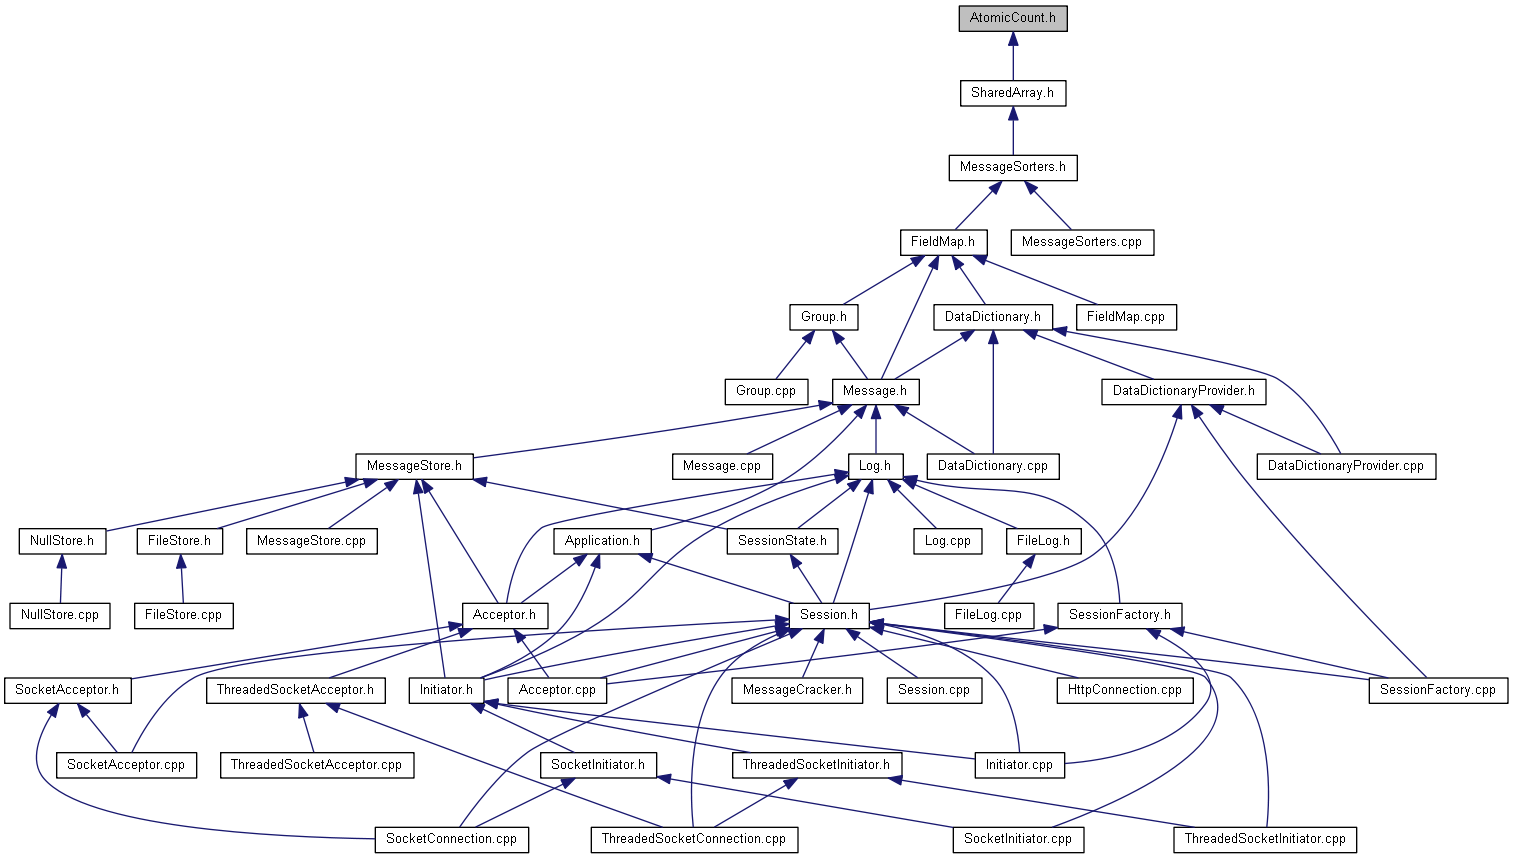 AtomicCount.h
SharedArray.h
MessageSorters.h
FieldMap.h
MessageSorters.cpp
Group.h
DataDictionary.h
FieldMap.cpp
Group.cpp
Message.h
DataDictionaryProvider.h
MessageStore.h
Message.cpp
Log.h
DataDictionary.cpp
DataDictionaryProvider.cpp
NullStore.h
FileStore.h
MessageStore.cpp
Application.h
SessionState.h
Log.cpp
FileLog.h
NullStore.cpp
FileStore.cpp
Acceptor.h
Session.h
FileLog.cpp
SessionFactory.h
SocketAcceptor.h
ThreadedSocketAcceptor.h
Initiator.h
Acceptor.cpp
MessageCracker.h
Session.cpp
HttpConnection.cpp
SessionFactory.cpp
SocketAcceptor.cpp
ThreadedSocketAcceptor.cpp
SocketInitiator.h
ThreadedSocketInitiator.h
Initiator.cpp
SocketConnection.cpp
ThreadedSocketConnection.cpp
SocketInitiator.cpp
ThreadedSocketInitiator.cpp